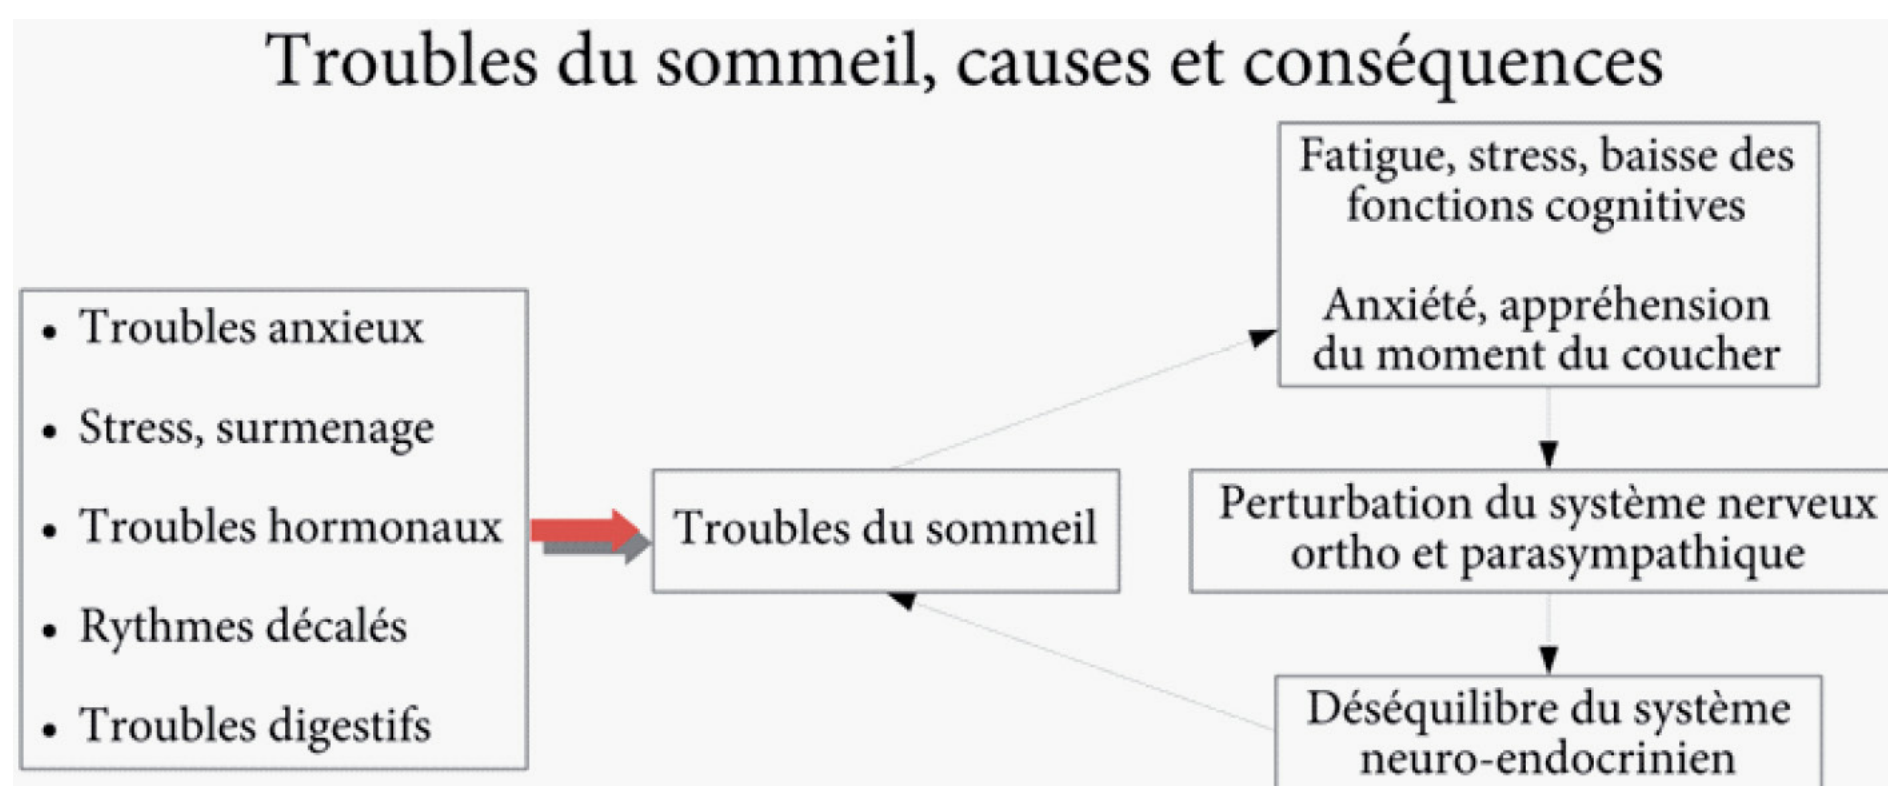 Troubles du sommeil, causes et conséquences
• Troubles anxieux
• Stress, surmenage
• Troubles hormonaux
• Rythmes décalés
• Troubles digestifs
Troubles du sommeil
Fatigue, stress, baisse des
fonctions cognitives
Anxiété, appréhension
du moment du coucher
Perturbation du système nerveux
ortho et parasympathique
Déséquilibre du système
neuro-endocrinien